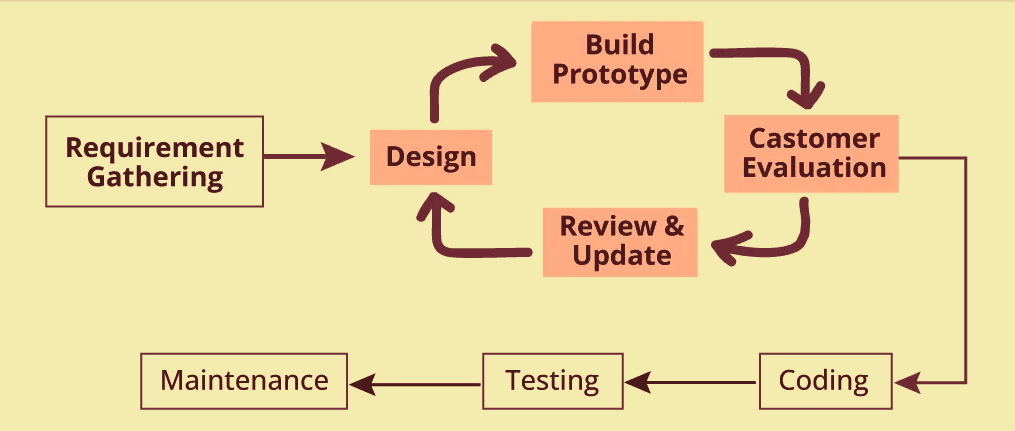 Build
Prototype
Requirement
Gathering
Design
Castomer
Evaluation
Review &
Update
Maintenance
Testing
Coding